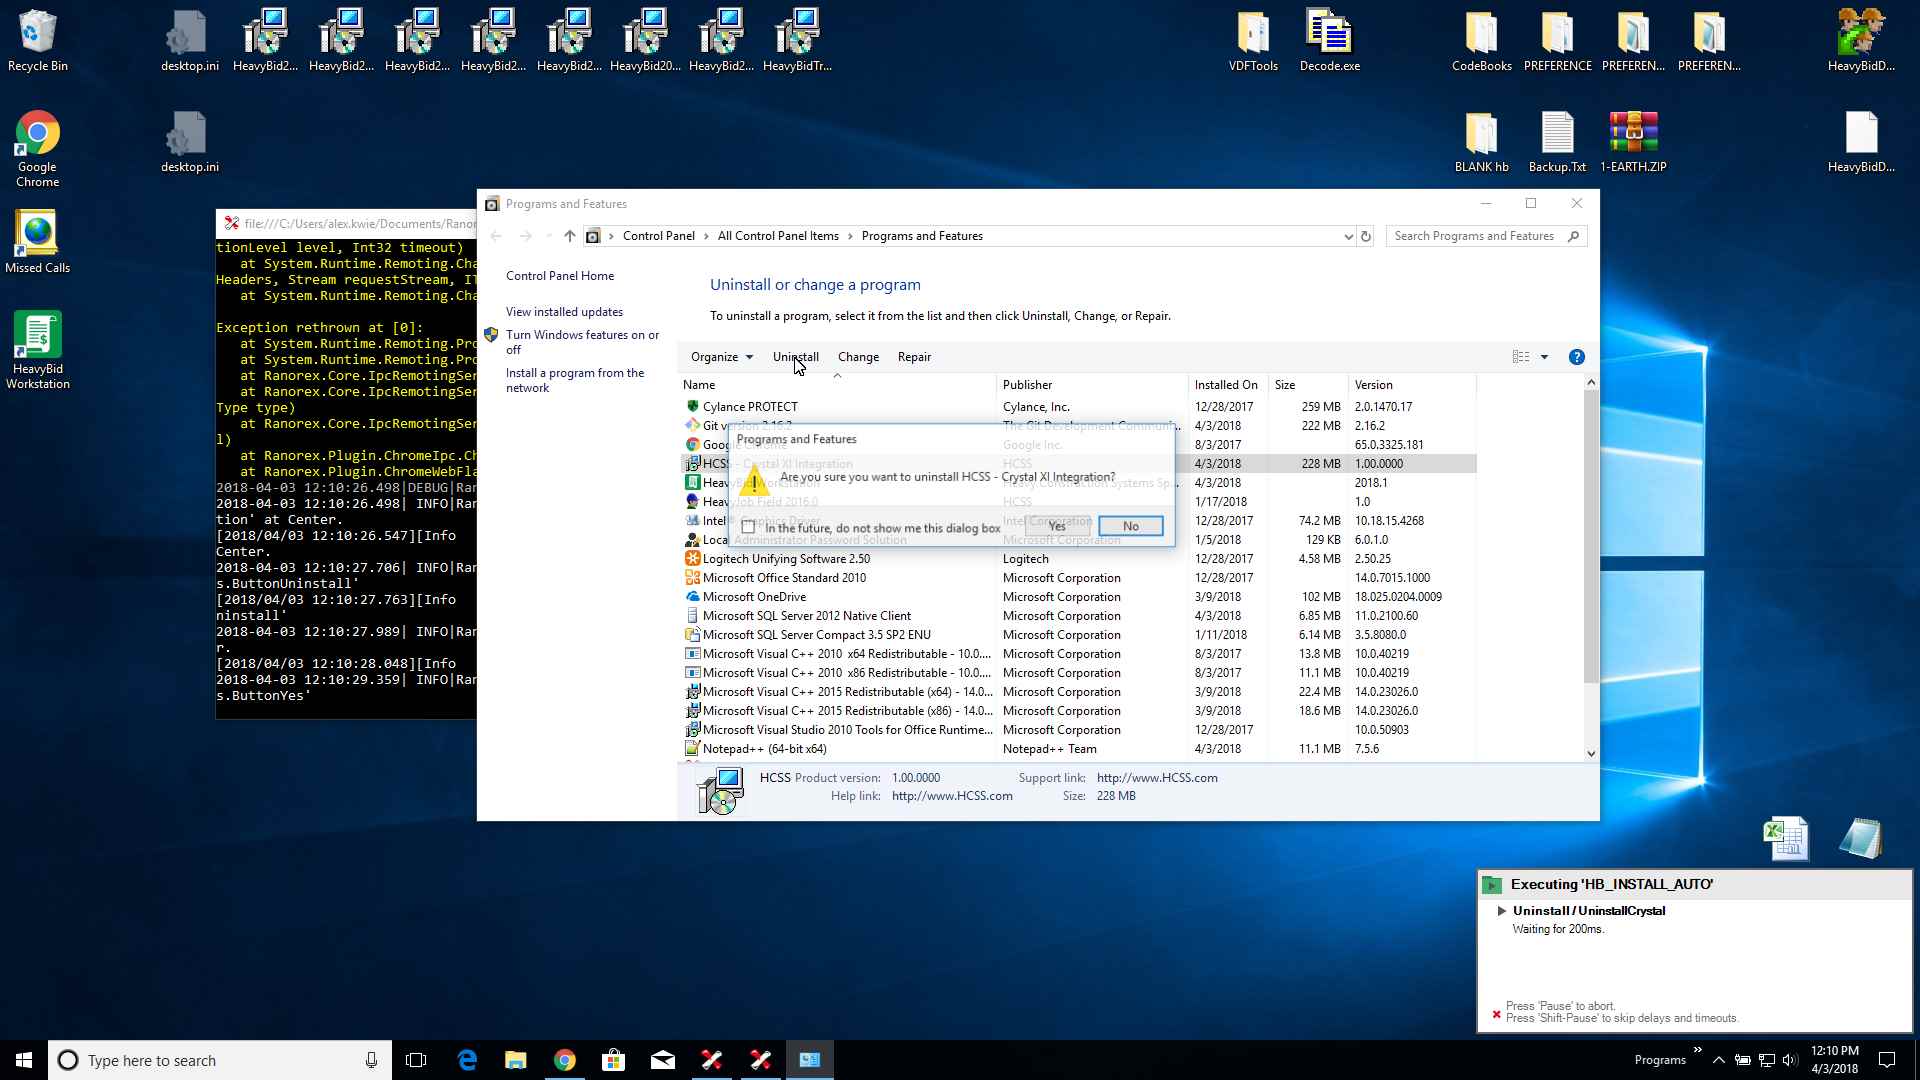 Recycle Bin
desktop.ini
HeavyBid2...
HeavyBid2...
HeavyBid2...
HeavyBid2...
HeavyBid2...
HeavyBid20...
HeavyBid2...
HeavyBidTr...
VDFTools
Decode.exe
CodeBooks
PREFERENCE
PREFEREN...
PREFEREN...
HeavyBidD...
Google
Chrome
desktop.ini
BLANK hb
Backup.Txt
1-EARTH.ZIP
HeavyBidD...
Missed Calls
HeavyBid
Workstation
file:///C:/Users/alex.kwie/Documents/Ranor
tionLevel level, Int32 timeout)
at System.Runtime.Remoting.Cha
Headers, Stream requestStream, IT
at System.Runtime.Remoting.Cha
Exception rethrown at [0]:
at System.Runtime.Remoting.Pro
at System.Runtime.Remoting.Pro
at Ranorex.Core.IpcRemotingSer
at Ranorex.Core.IpcRemotingSer
Type type)
at Ranorex.Core.IpcRemotingSer
l)
at Ranorex.Plugin.ChromeIpc.Ch
at Ranorex.Plugin.ChromeWebFla
2018-04-03 12:10:26.498|DEBUG|Ran
2018-04-03 12:10:26.498| INFO|Ran
tion' at Center.
[2018/04/03 12:10:26.547][Info
Center.
2018-04-03 12:10:27.706| INFO|Ran
s.ButtonUninstall'
[2018/04/03 12:10:27.763][Info
ninstall'
2018-04-03 12:10:27.989| INFO|Ran
r.
[2018/04/03 12:10:28.048][Info
2018-04-03 12:10:29.359| INFO|Ran
s.ButtonYes'
Programs and Features
Control Panel > All Control Panel Items > Programs and Features
Search Programs and Features
Control Panel Home
View installed updates
Turn Windows features on or
off
Install a program from the
network
Uninstall or change a program
To uninstall a program, select it from the list and then click Uninstall, Change, or Repair.
Organize Uninstall Change Repair
Name Publisher Installed On Size Version
Cylance PROTECT Cylance, Inc. 12/28/2017 259 MB 2.0.1470.17
Git version 2.16.2 The Git Development Communi... 4/3/2018 222 MB 2.16.2
Google Chrome Google Inc. 8/3/2017 65.0.3325.181
HCSS - Crystal XI Integration HCSS 4/3/2018 228 MB 1.00.0000
HeavyBid Workstation Heavy Construction Systems Sp... 4/3/2018 2018.1
HeavyJob Field 2016.0 HCSS 1/17/2018 1.0
Intel® Graphics Driver Intel Corporation 12/28/2017 74.2 MB 10.18.15.4268
Local Administrator Password Solution Microsoft Corporation 1/5/2018 129 KB 6.0.1.0
Logitech Unifying Software 2.50 Logitech 12/28/2017 4.58 MB 2.50.25
Microsoft Office Standard 2010 Microsoft Corporation 12/28/2017 14.0.7015.1000
Microsoft OneDrive Microsoft Corporation 3/9/2018 102 MB 18.025.0204.0009
Microsoft SQL Server 2012 Native Client Microsoft Corporation 4/3/2018 6.85 MB 11.0.2100.60
Microsoft SQL Server Compact 3.5 SP2 ENU Microsoft Corporation 1/11/2018 6.14 MB 3.5.8080.0
Microsoft Visual C++ 2010 x64 Redistributable - 10.0.... Microsoft Corporation 8/3/2017 13.8 MB 10.0.40219
Microsoft Visual C++ 2010 x86 Redistributable - 10.0.... Microsoft Corporation 8/3/2017 11.1 MB 10.0.40219
Microsoft Visual C++ 2015 Redistributable (x64) - 14.0... Microsoft Corporation 3/9/2018 22.4 MB 14.0.23026.0
Microsoft Visual C++ 2015 Redistributable (x86) - 14.0... Microsoft Corporation 3/9/2018 18.6 MB 14.0.23026.0
Microsoft Visual Studio 2010 Tools for Office Runtime... Microsoft Corporation 12/28/2017 10.0.50903
Notepad++ (64-bit x64) Notepad++ Team 4/3/2018 11.1 MB 7.5.6
Programs and Features
Are you sure you want to uninstall HCSS - Crystal XI Integration?
In the future, do not show me this dialog box
Yes
No
HCSS Product version: 1.00.0000 Support link: http://www.HCSS.com
Help link: http://www.HCSS.com Size: 228 MB
Executing 'HB_INSTALL_AUTO'
Uninstall / UninstallCrystal
Waiting for 200ms.
Press 'Pause' to abort.
Press 'Shift-Pause' to skip delays and timeouts.
Type here to search
Programs
12:10 PM
4/3/2018